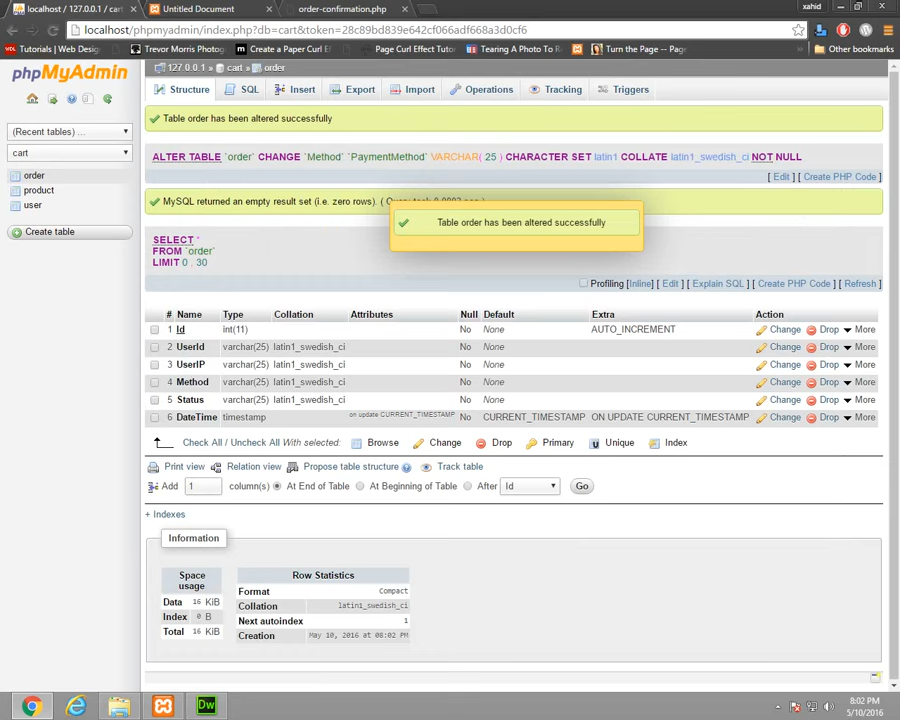 localhost / 127.0.0.1 / cart
Untitled Document
order-confirmation.php
xahid
localhost/phpmyadmin/index.php?db=cart&token=28c89bd839e642cf066adf668a3d0cf6
Tutorials | Web Design
Trevor Morris Photog
Make a Curl Ef
Page Curl Effect Tuto
Tearing A Photo To R
Turn the Page -- Pag
Other bookmarks
phpMyAdmin
(Recent tables) ...
cart
order
product
user
Create table
127.0.0.1 » cart » order
Structure SQL Insert Export Import Operations Tracking Triggers
Table order has been altered successfully
ALTER TABLE `order` CHANGE `Method` `PaymentMethod` VARCHAR( 25 ) CHARACTER SET latin1 COLLATE latin1_swedish_ci NOT NULL
[ Edit ] [ Create PHP Code ]
MySQL returned an empty result set (i.e. zero rows).
Table order has been altered successfully
SELECT *
FROM `order`
LIMIT 0 , 30
Profiling [Inline] [ Edit ] [ Explain SQL ] [ Create PHP Code ] [ Refresh ]
# Name Type Collation Attributes Null Default Extra Action
1 Id int(11) No None AUTO_INCREMENT Change Drop More
2 UserId varchar(25) latin1_swedish_ci No None Change Drop More
3 UserIP varchar(25) latin1_swedish_ci No None Change Drop More
4 Method varchar(25) latin1_swedish_ci No None Change Drop More
5 Status varchar(25) latin1_swedish_ci No None Change Drop More
6 DateTime timestamp on update CURRENT_TIMESTAMP No CURRENT_TIMESTAMP ON UPDATE CURRENT_TIMESTAMP Change Drop More
Check All / Uncheck All With selected: Browse Change Drop Primary Unique Index
Print view Relation view Propose table structure Track table
Add 1 column(s) At End of Table At Beginning of Table After Id Go
+ Indexes
Information
Space usage
Data 16 KiB
Index 0 B
Total 16 KiB
Row Statistics
Format Compact
Collation latin1_swedish_ci
Next autoindex 1
Creation May 10, 2016 at 08:02 PM
Dw
8:02 PM
5/10/2016